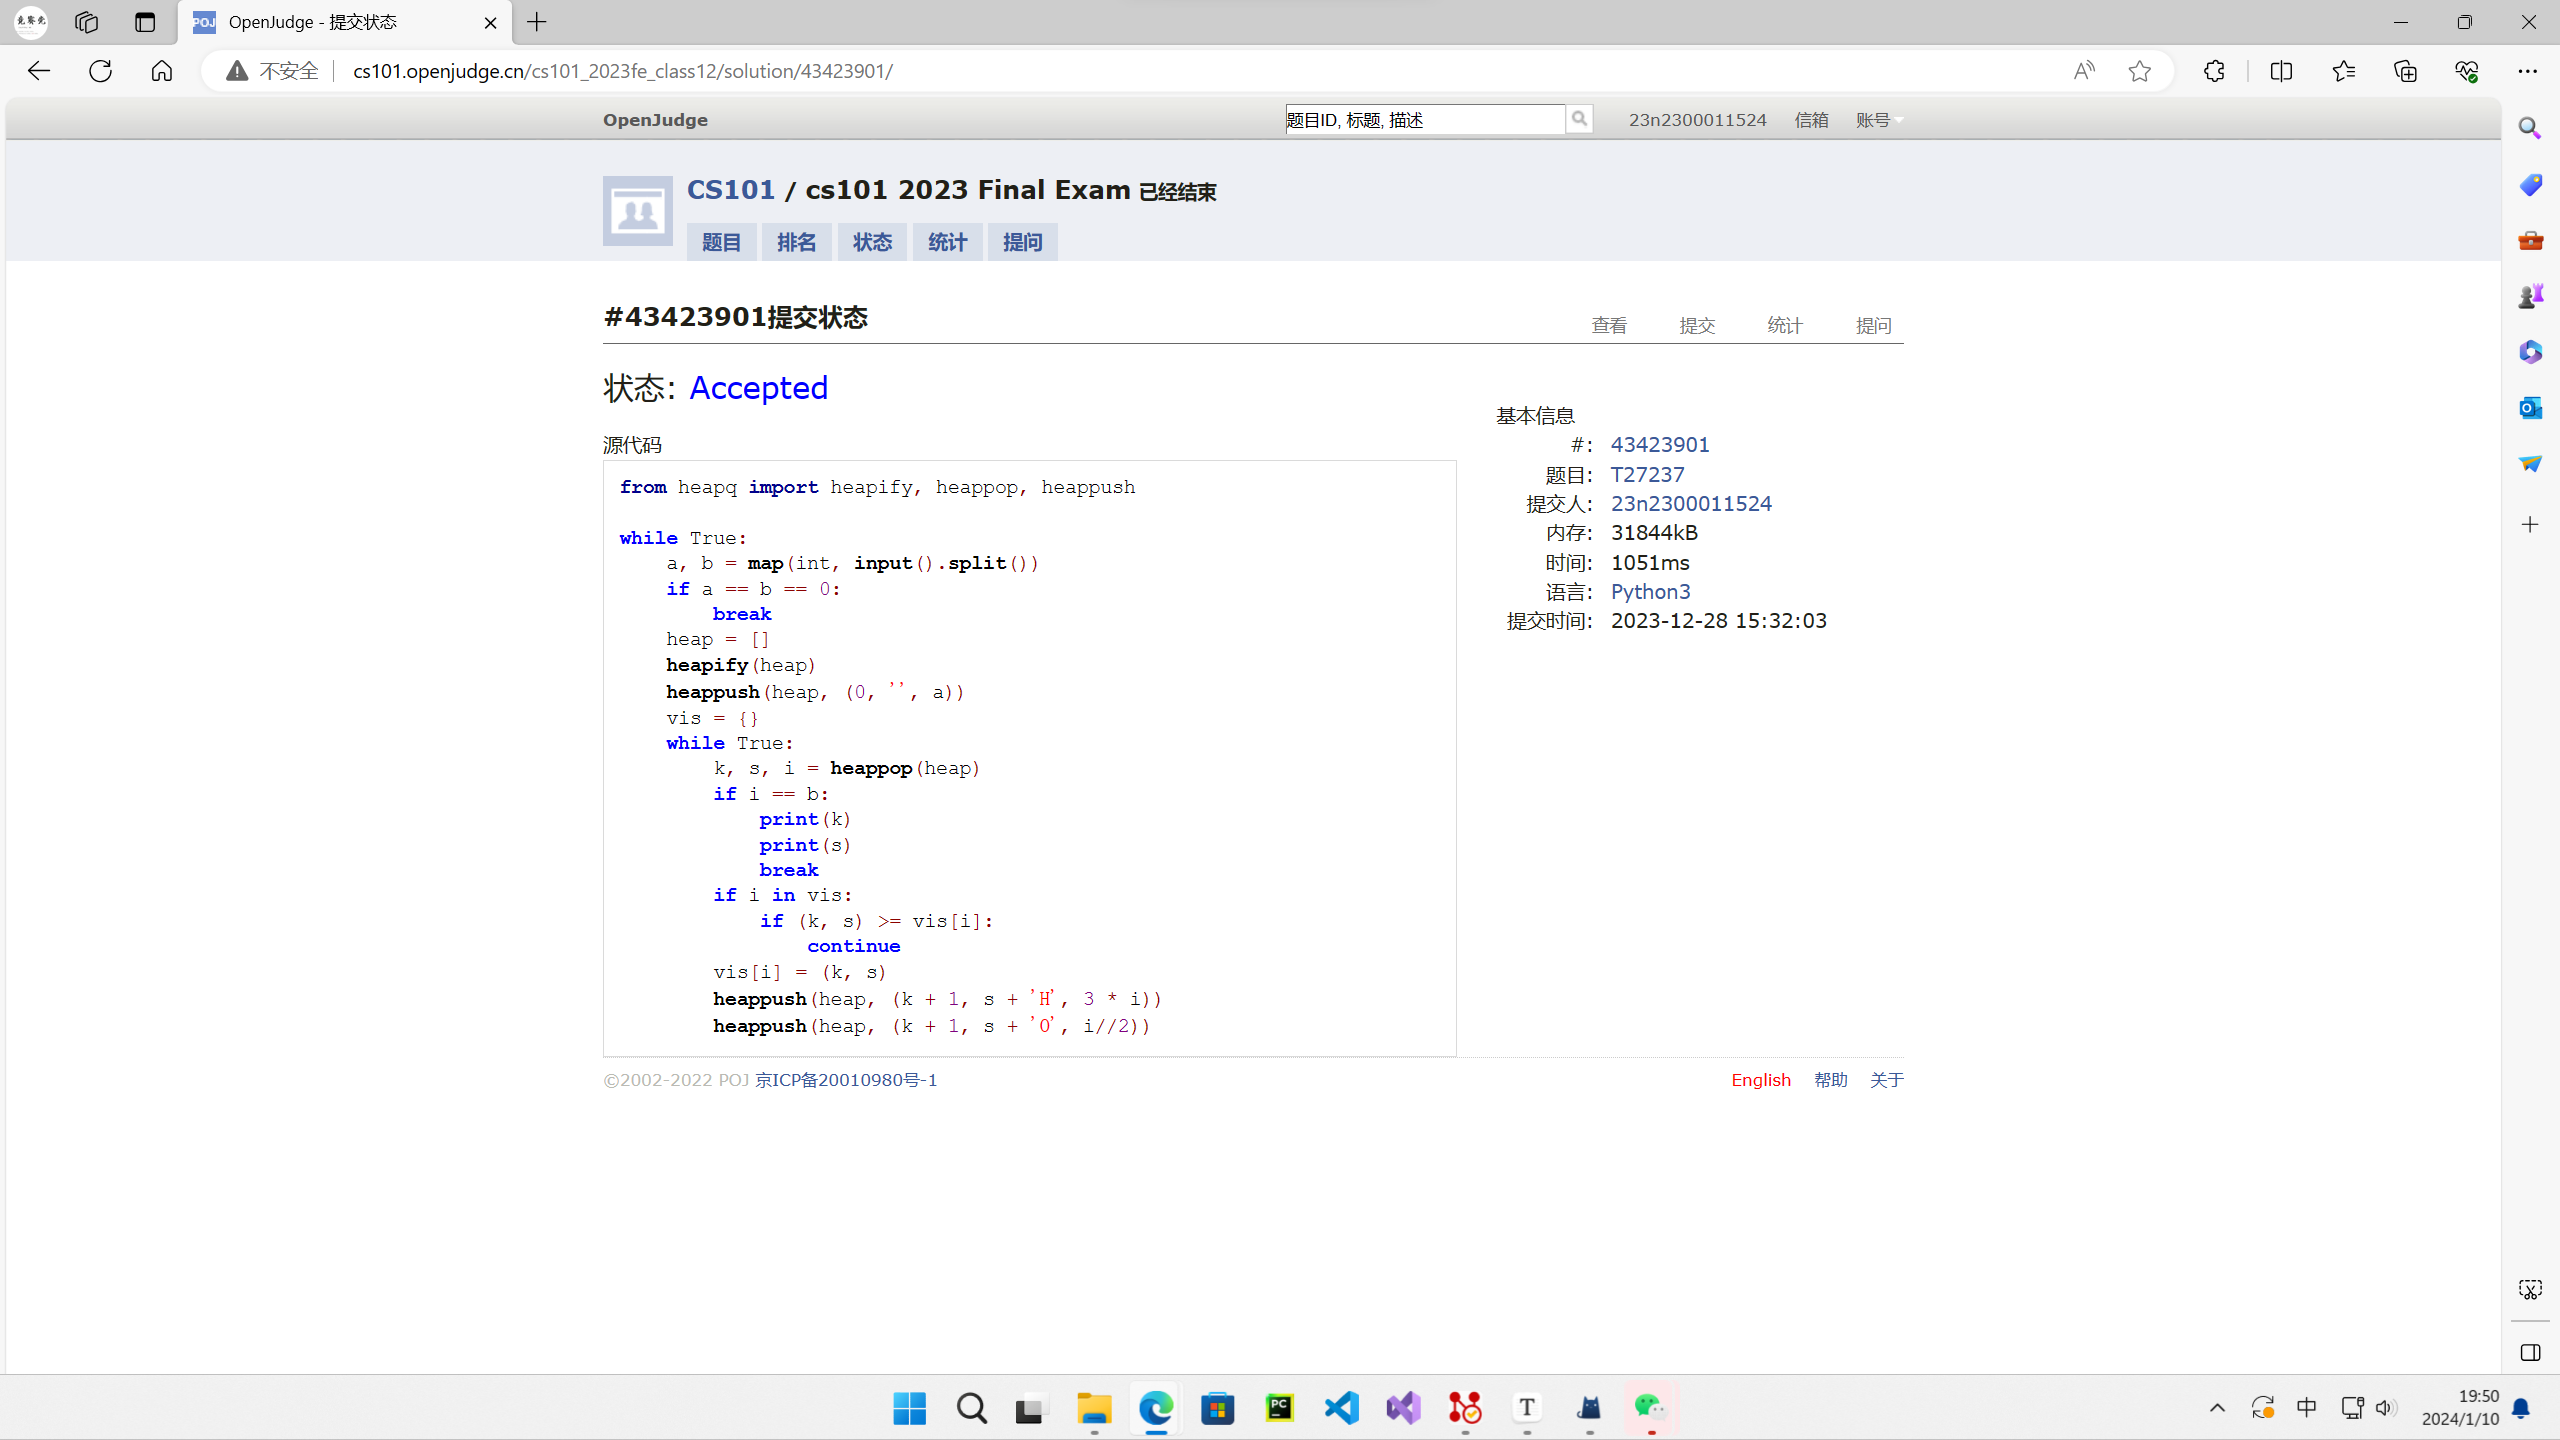 OpenJudge - 提交状态
不安全
cs101.openjudge.cn/cs101_2023fe_class12/solution/43423901/
OpenJudge
题目ID, 标题, 描述
23n2300011524
信箱
账号
CS101 / cs101 2023 Final Exam 已经结束
题目
排名
状态
统计
提问
#43423901提交状态
查看
提交
统计
提问
状态: Accepted
源代码
from heapq import heapify, heappop, heappush
while True:
    a, b = map(int, input().split())
    if a == b == 0:
        break
    heap = []
    heapify(heap)
    heappush(heap, (0, '', a))
    vis = {}
    while True:
        k, s, i = heappop(heap)
        if i == b:
            print(k)
            print(s)
            break
        if i in vis:
            if (k, s) >= vis[i]:
                continue
        vis[i] = (k, s)
        heappush(heap, (k + 1, s + 'H', 3 * i))
        heappush(heap, (k + 1, s + 'O', i//2))
基本信息
#: 43423901
题目: T27237
提交人: 23n2300011524
内存: 31844kB
时间: 1051ms
语言: Python3
提交时间: 2023-12-28 15:32:03
©2002-2022 POJ 京ICP备20010980号-1
English
帮助
关于
中
19:50
2024/1/10